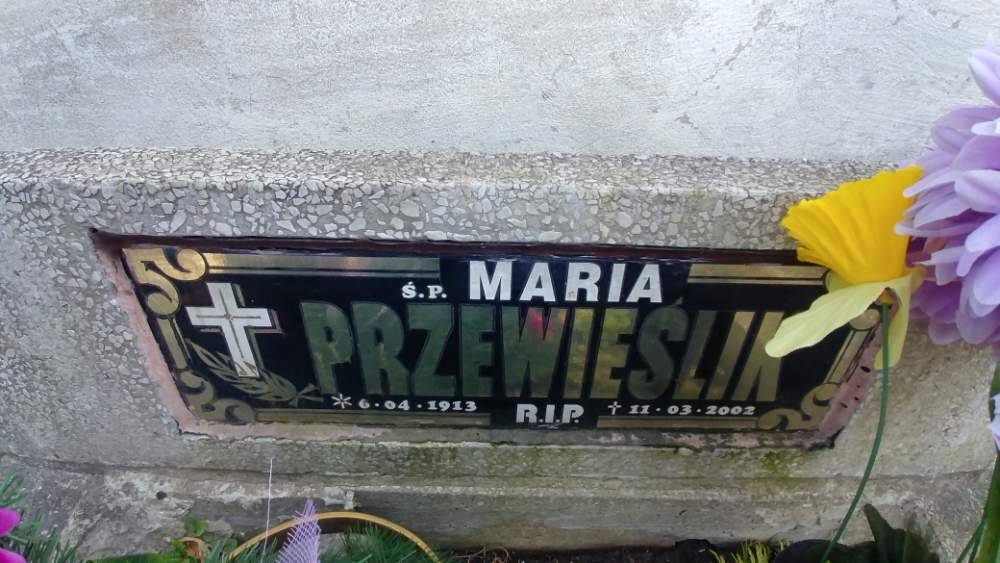 Ś.P. MARIA
PRZEWIEŚLIK
* 6·04·1913 R.I.P. † 11·03·2002